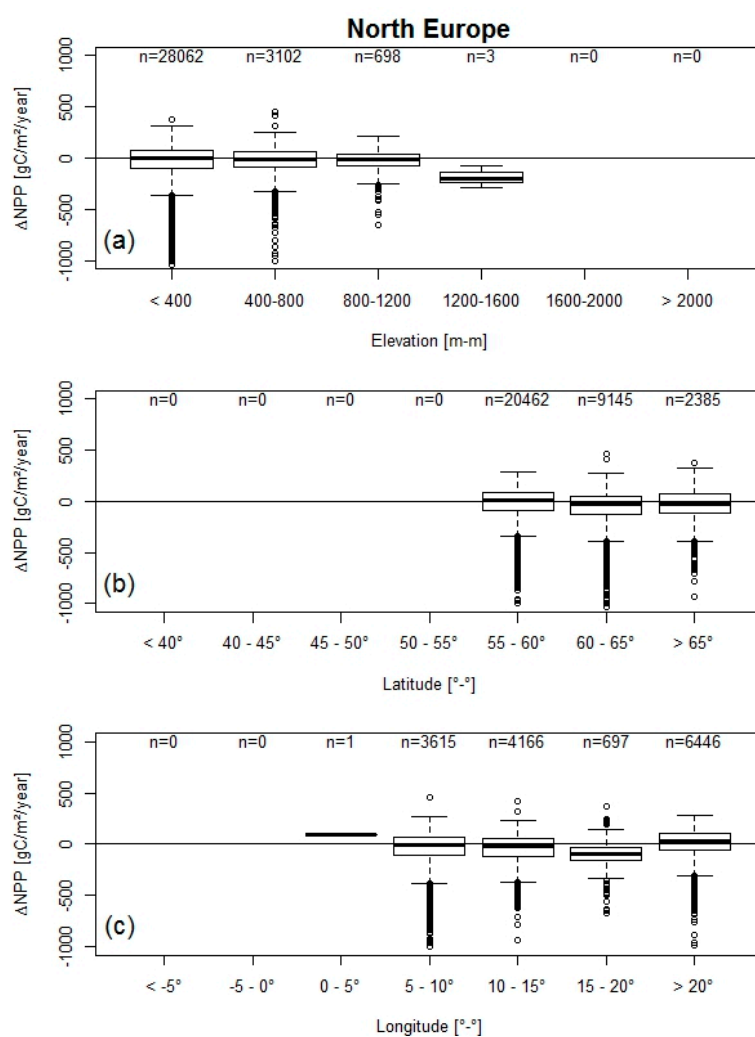 North Europe
n=28062 n=3102 n=698 n=3 n=0 n=0
1000
500
0
-500
-1000
ΔNPP [gC/m²/year]
(a)
< 400 400-800 800-1200 1200-1600 1600-2000 > 2000
Elevation [m-m]
n=0 n=0 n=0 n=0 n=20462 n=9145 n=2385
1000
500
0
-500
-1000
ΔNPP [gC/m²/year]
(b)
< 40° 40 - 45° 45 - 50° 50 - 55° 55 - 60° 60 - 65° > 65°
Latitude [°-°]
n=0 n=0 n=1 n=3615 n=4166 n=697 n=6446
1000
500
0
-500
-1000
ΔNPP [gC/m²/year]
(c)
< -5° -5 - 0° 0 - 5° 5 - 10° 10 - 15° 15 - 20° > 20°
Longitude [°-°]